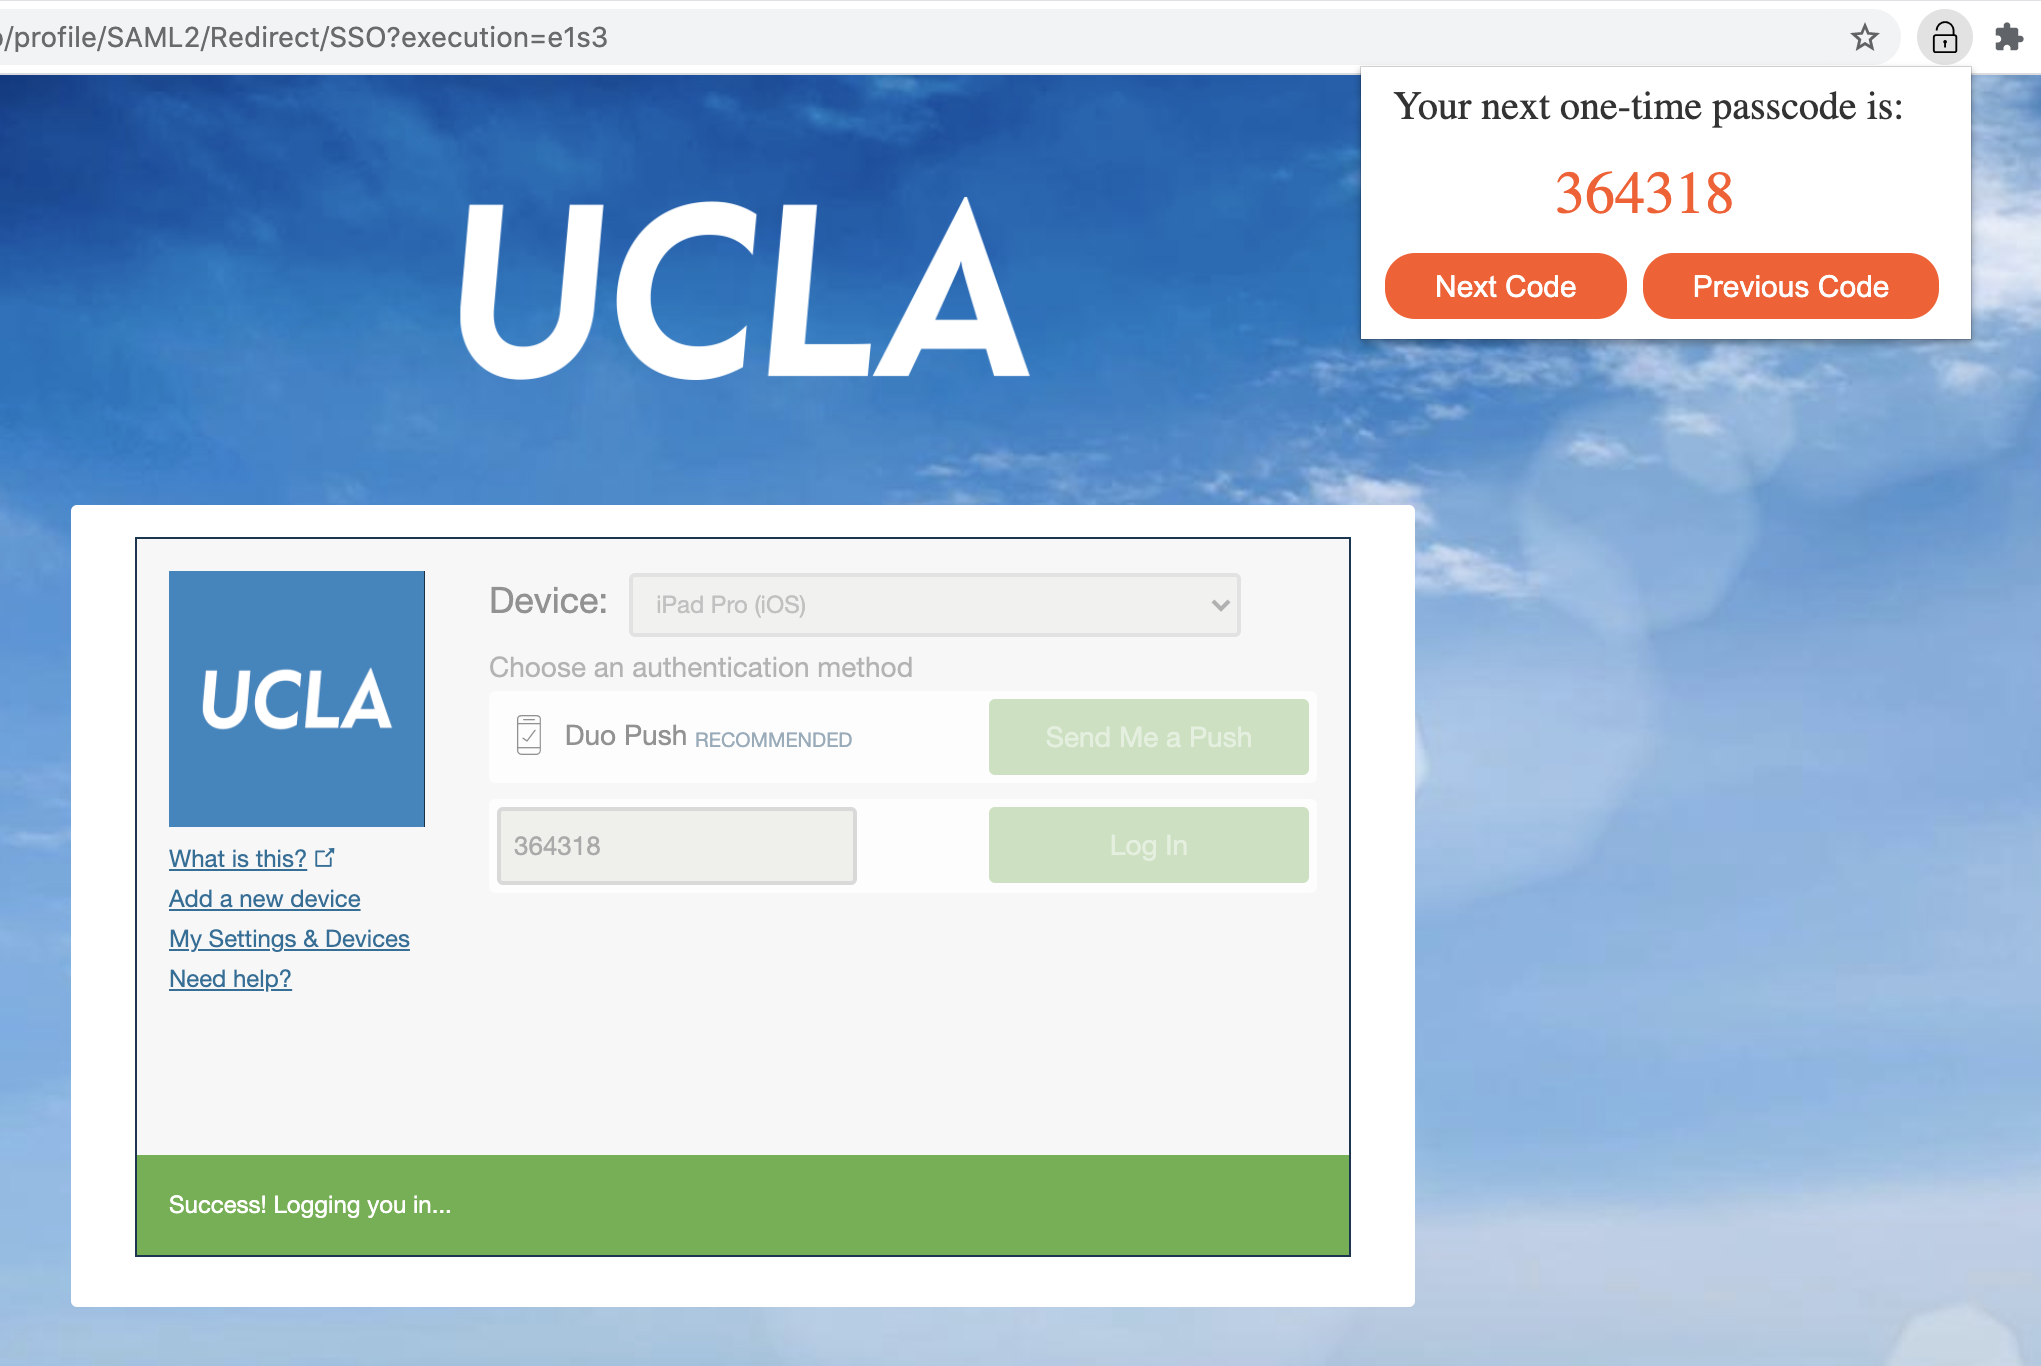 /profile/SAML2/Redirect/SSO?execution=e1s3
Your next one-time passcode is:
364318
Next Code
Previous Code
UCLA
UCLA
What is this?
Add a new device
My Settings & Devices
Need help?
Device:
iPad Pro (iOS)
Choose an authentication method
Duo Push RECOMMENDED
Send Me a Push
364318
Log In
Success! Logging you in...